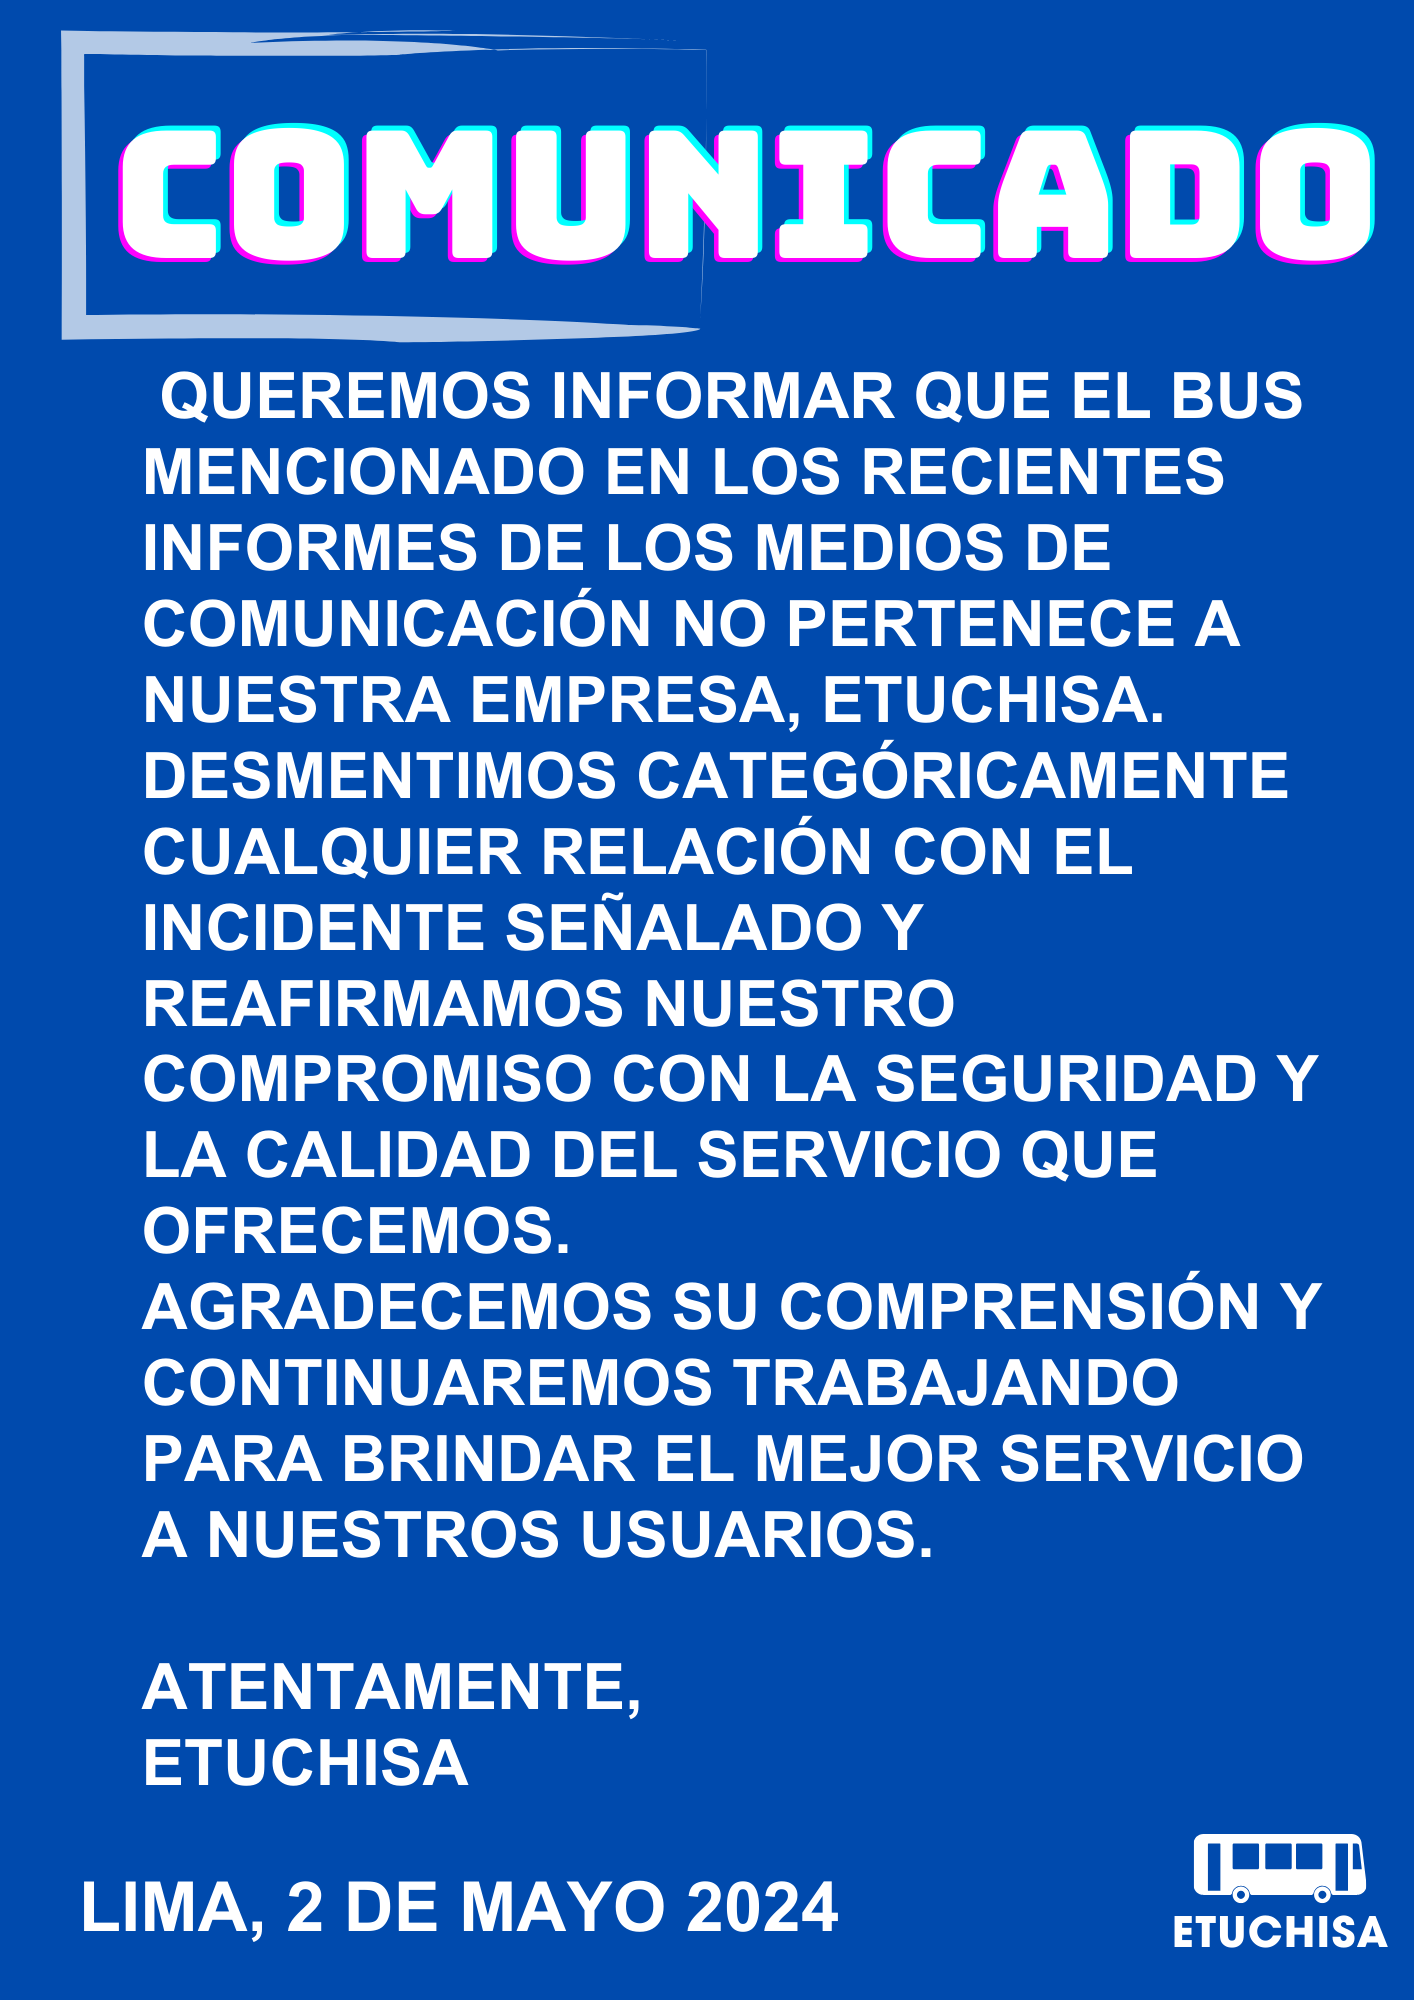 COMUNICADO
QUEREMOS INFORMAR QUE EL BUS
MENCIONADO EN LOS RECIENTES
INFORMES DE LOS MEDIOS DE
COMUNICACIÓN NO PERTENECE A
NUESTRA EMPRESA, ETUCHISA.
DESMENTIMOS CATEGÓRICAMENTE
CUALQUIER RELACIÓN CON EL
INCIDENTE SEÑALADO Y
REAFIRMAMOS NUESTRO
COMPROMISO CON LA SEGURIDAD Y
LA CALIDAD DEL SERVICIO QUE
OFRECEMOS.
AGRADECEMOS SU COMPRENSIÓN Y
CONTINUAREMOS TRABAJANDO
PARA BRINDAR EL MEJOR SERVICIO
A NUESTROS USUARIOS.
ATENTAMENTE,
ETUCHISA
LIMA, 2 DE MAYO 2024
ETUCHISA